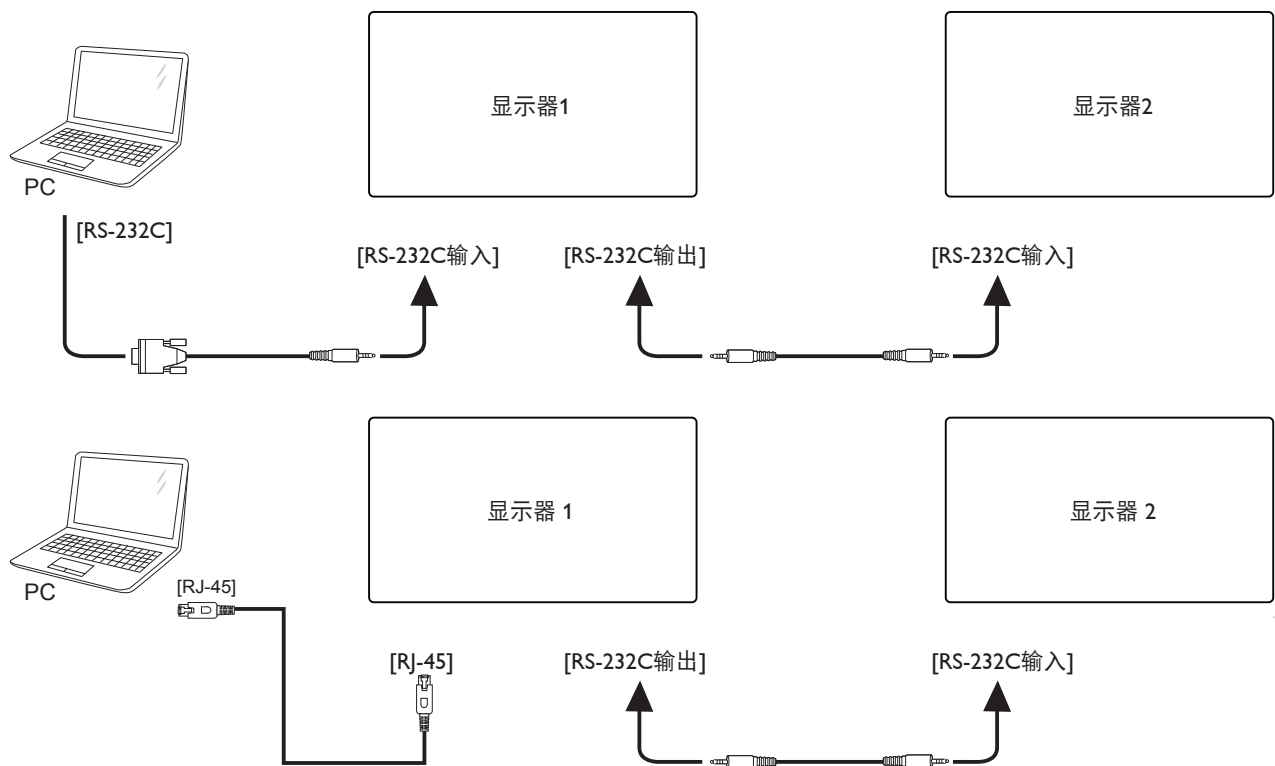 显示器1
显示器2
PC
[RS-232C]
[RS-232C输入]
[RS-232C输出]
[RS-232C输入]
显示器 1
显示器 2
PC
[RJ-45]
[RJ-45]
[RS-232C输出]
[RS-232C输入]